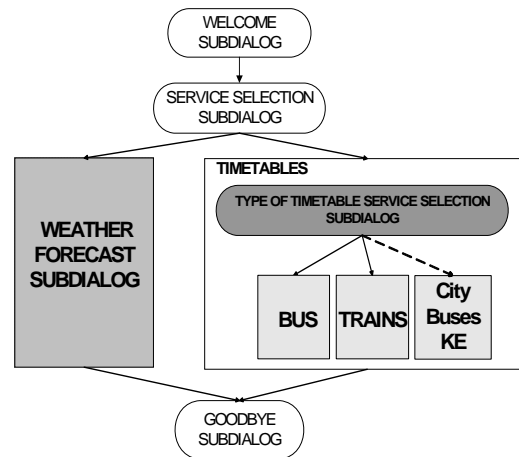 WELCOME
SUBDIALOG
SERVICE SELECTION
SUBDIALOG
WEATHER
FORECAST
SUBDIALOG
TIMETABLES
TYPE OF TIMETABLE SERVICE SELECTION
SUBDIALOG
BUS
TRAINS
City
Buses
KE
GOODBYE
SUBDIALOG